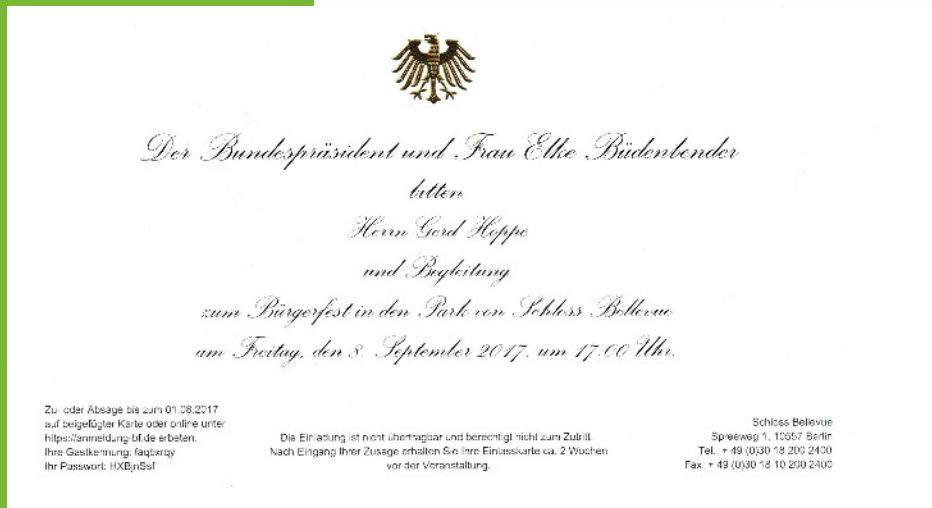 Der Bundespräsident und Frau Elke Büdenbender
bitten
Herrn Gerd Hoppe
und Begleitung
zum Bürgerfest in den Park von Schloss Bellevue
am Freitag, den 8. September 2017, um 17.00 Uhr.
Zu- oder Absage bis zum 01.08.2017
auf beigefügter Karte oder online unter
https://anmeldung-bf.de erbeten.
Ihre Gastkennung: faqbxrqy
Ihr Passwort: HXBjnSsf
Die Einladung ist nicht übertragbar und berechtigt nicht zum Zutritt.
Nach Eingang Ihrer Zusage erhalten Sie Ihre Einlasskarte ca. 2 Wochen
vor der Veranstaltung.
Schloss Bellevue
Spreeweg 1, 10557 Berlin
Tel.: + 49 (0)30 18 200 2400
Fax: + 49 (0)30 18 10 200 2400